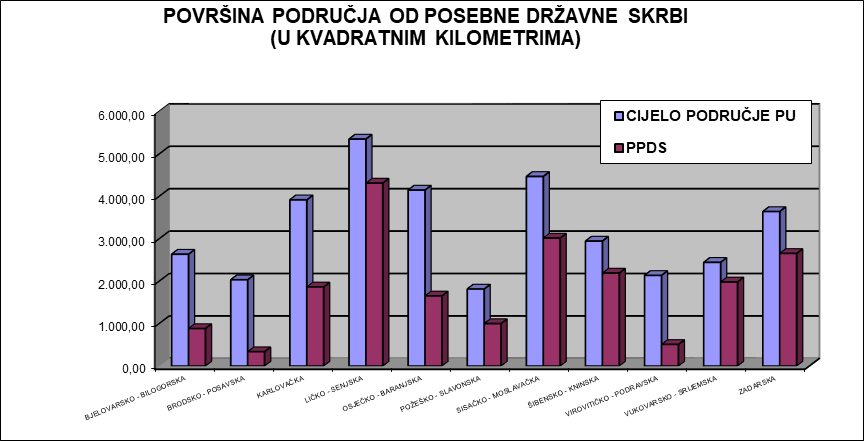 POVRŠINA PODRUČJA OD POSEBNE DRŽAVNE SKRBI
(U KVADRATNIM KILOMETRIMA)
CIJELO PODRUČJE PU
PPDS
6.000,00
5.000,00
4.000,00
3.000,00
2.000,00
1.000,00
0,00
BJELOVARSKO - BILOGORSKA
BRODSKO - POSAVSKA
KARLOVAČKA
LIČKO - SENJSKA
OSJEČKO - BARANJSKA
POŽEŠKO - SLAVONSKA
SISAČKO - MOSLAVAČKA
ŠIBENSKO - KNINSKA
VIROVITIČKO - PODRAVSKA
VUKOVARSKO - SRIJEMSKA
ZADARSKA